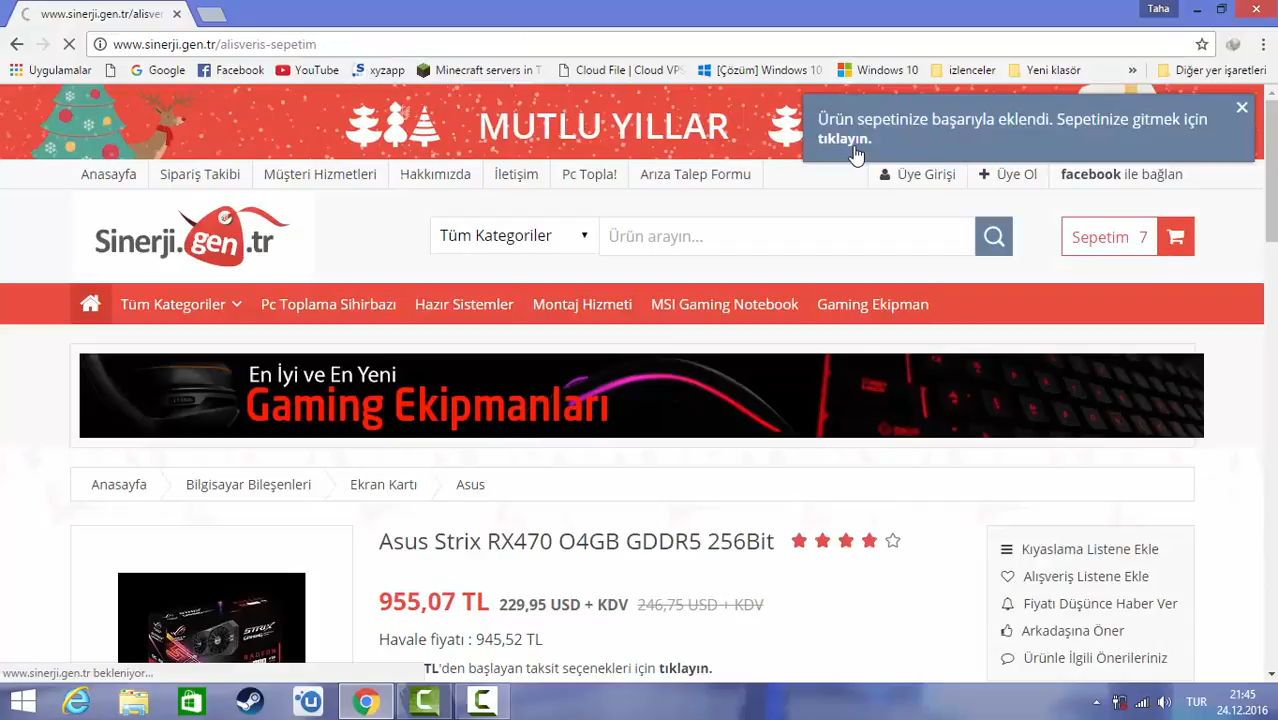 www.sinerji.gen.tr/alisve
Taha
www.sinerji.gen.tr/alisveris-sepetim
Uygulamalar
Google
Facebook
YouTube
xyzapp
Minecraft servers in T
Cloud File | Cloud VPS
[Çözüm] Windows 10
Windows 10
izlenceler
Yeni klasör
»
Diğer yer işaretleri
MUTLU YILLAR
Ürün sepetinize başarıyla eklendi. Sepetinize gitmek için
tıklayın.
Anasayfa
Sipariş Takibi
Müşteri Hizmetleri
Hakkımızda
İletişim
Pc Topla!
Arıza Talep Formu
Üye Girişi
Üye Ol
facebook ile bağlan
Sinerji.gen.tr
Tüm Kategoriler
Ürün arayın...
Sepetim 7
Tüm Kategoriler
Pc Toplama Sihirbazı
Hazır Sistemler
Montaj Hizmeti
MSI Gaming Notebook
Gaming Ekipman
En İyi ve En Yeni
Gaming Ekipmanları
Anasayfa
Bilgisayar Bileşenleri
Ekran Kartı
Asus
Asus Strix RX470 O4GB GDDR5 256Bit
955,07 TL 229,95 USD + KDV 246,75 USD + KDV
Havale fiyatı : 945,52 TL
TL'den başlayan taksit seçenekleri için tıklayın.
Kıyaslama Listene Ekle
Alışveriş Listene Ekle
Fiyatı Düşünce Haber Ver
Arkadaşına Öner
Ürünle İlgili Önerileriniz
STRIX
RADEON
www.sinerji.gen.tr bekleniyor...
TUR
21:45
24.12.2016